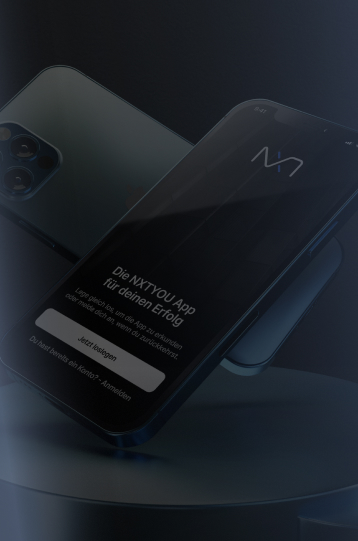 Die NXTYOU App
für deinen Erfolg
Lege gleich los, um die App zu erkunden
oder melde dich an, wenn du zurückkehrst.
Jetzt loslegen
Du hast bereits ein Konto? - Anmelden